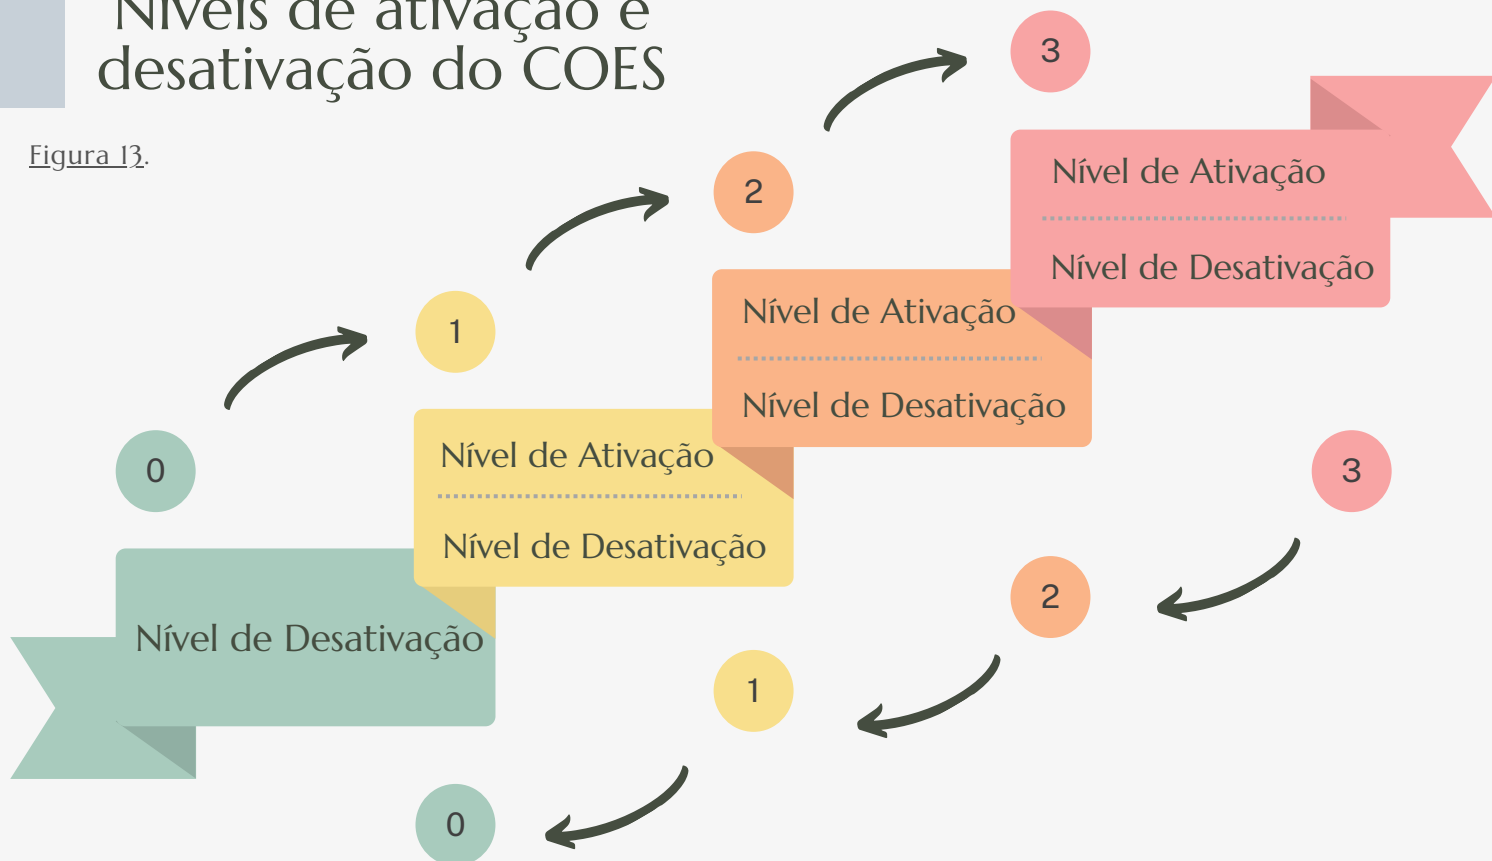 Níveis de ativação e
desativação do COES
Figura 13.
3
2
1
0
Nível de Ativação
Nível de Desativação
Nível de Ativação
Nível de Desativação
Nível de Ativação
Nível de Desativação
Nível de Desativação
3
2
1
0